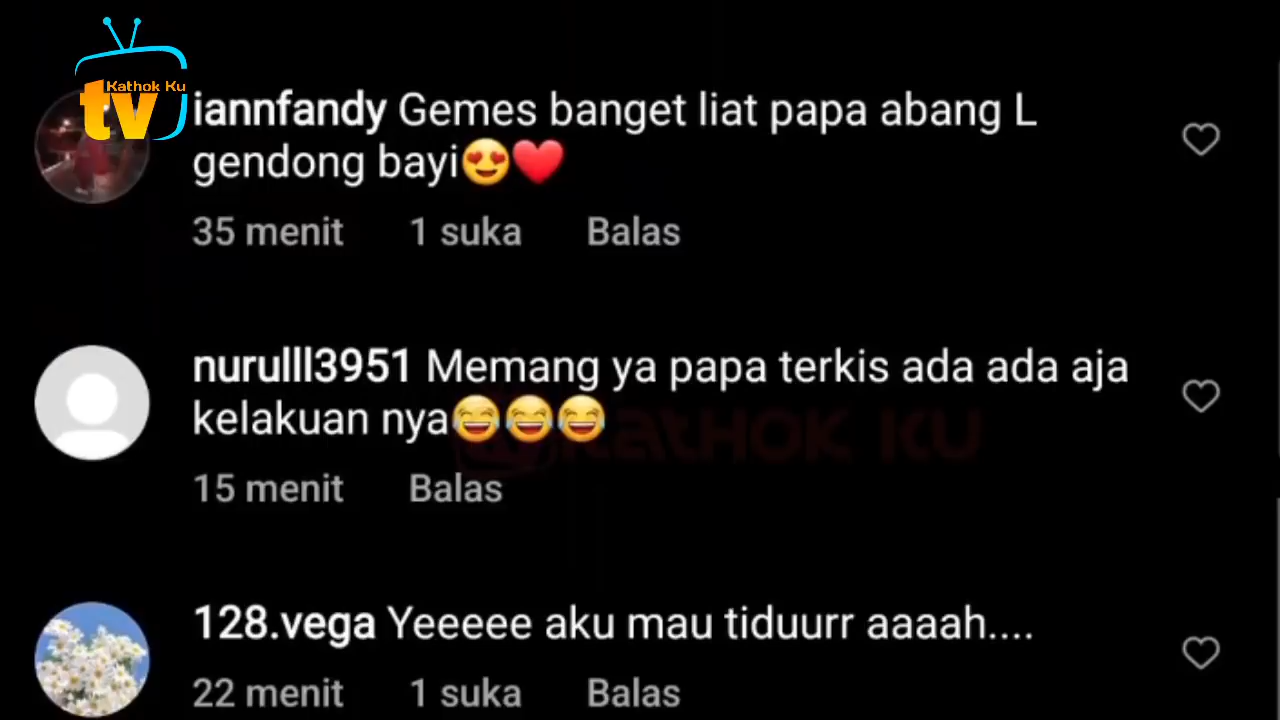 Kathok Ku
tv
iannfandy Gemes banget liat papa abang L
gendong bayi😍❤️
35 menit 1 suka Balas
nurulll3951 Memang ya papa terkis ada ada aja
kelakuan nya😂😂😂
KATHOK KU
15 menit Balas
128.vega Yeeeee aku mau tiduurr aaaah....
22 menit 1 suka Balas